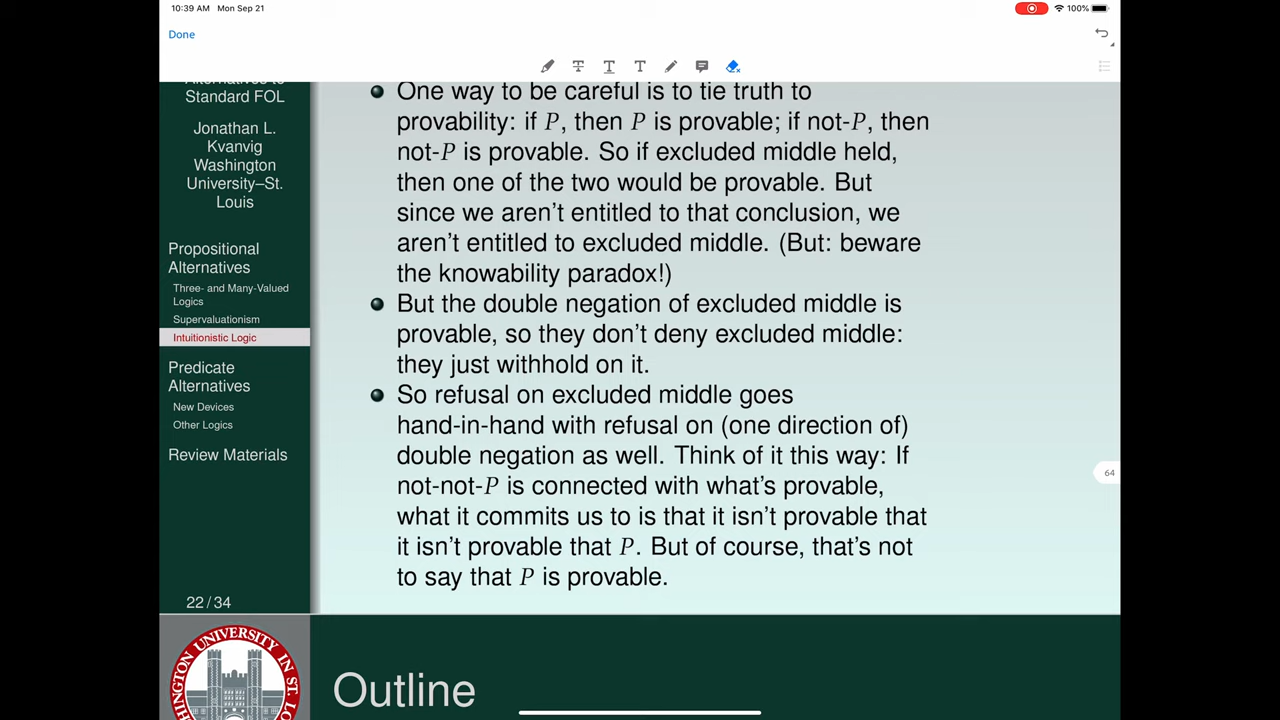 10:39 AM Mon Sep 21
100%
Done
Standard FOL
Jonathan L.
Kvanvig
Washington
University–St.
Louis
Propositional
Alternatives
Three- and Many-Valued
Logics
Supervaluationism
Intuitionistic Logic
Predicate
Alternatives
New Devices
Other Logics
Review Materials
22 / 34
One way to be careful is to tie truth to
provability: if P, then P is provable; if not-P, then
not-P is provable. So if excluded middle held,
then one of the two would be provable. But
since we aren't entitled to that conclusion, we
aren't entitled to excluded middle. (But: beware
the knowability paradox!)
But the double negation of excluded middle is
provable, so they don't deny excluded middle:
they just withhold on it.
So refusal on excluded middle goes
hand-in-hand with refusal on (one direction of)
double negation as well. Think of it this way: If
not-not-P is connected with what's provable,
what it commits us to is that it isn't provable that
it isn't provable that P. But of course, that's not
to say that P is provable.
64
Outline